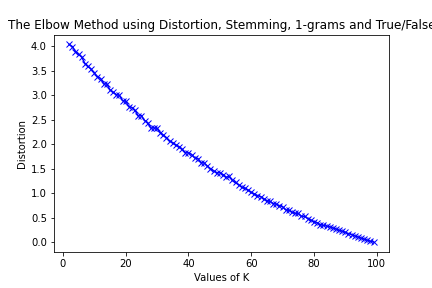 The Elbow Method using Distortion, Stemming, 1-grams and True/False
4.0
3.5
3.0
2.5
2.0
1.5
1.0
0.5
0.0
Distortion
0 20 40 60 80 100
Values of K